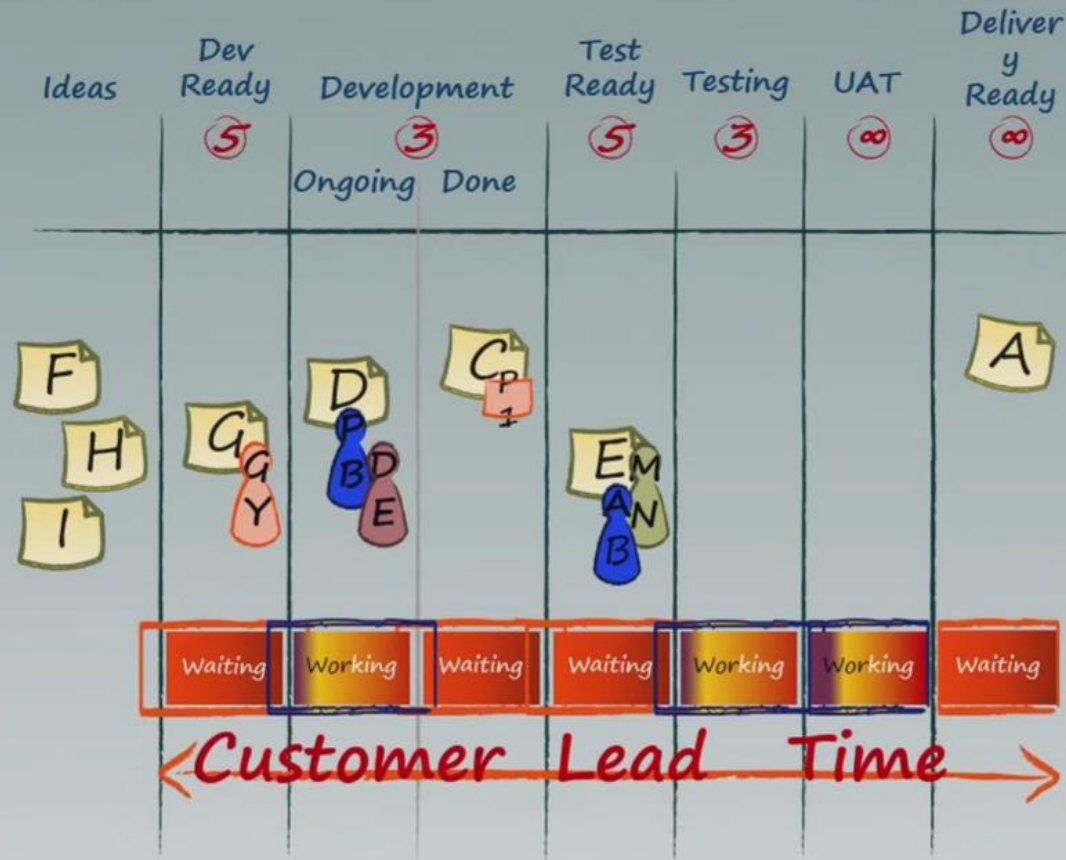 Ideas
Dev
Ready
Development
Test
Ready
Testing
UAT
Deliver
y
Ready
5
3
5
3
∞
∞
Ongoing Done
F
H
I
G
G
Y
D
P
B
D
E
C
P
1
E
M
N
A
B
A
Waiting
Working
Waiting
Waiting
Working
Working
Waiting
Customer Lead Time